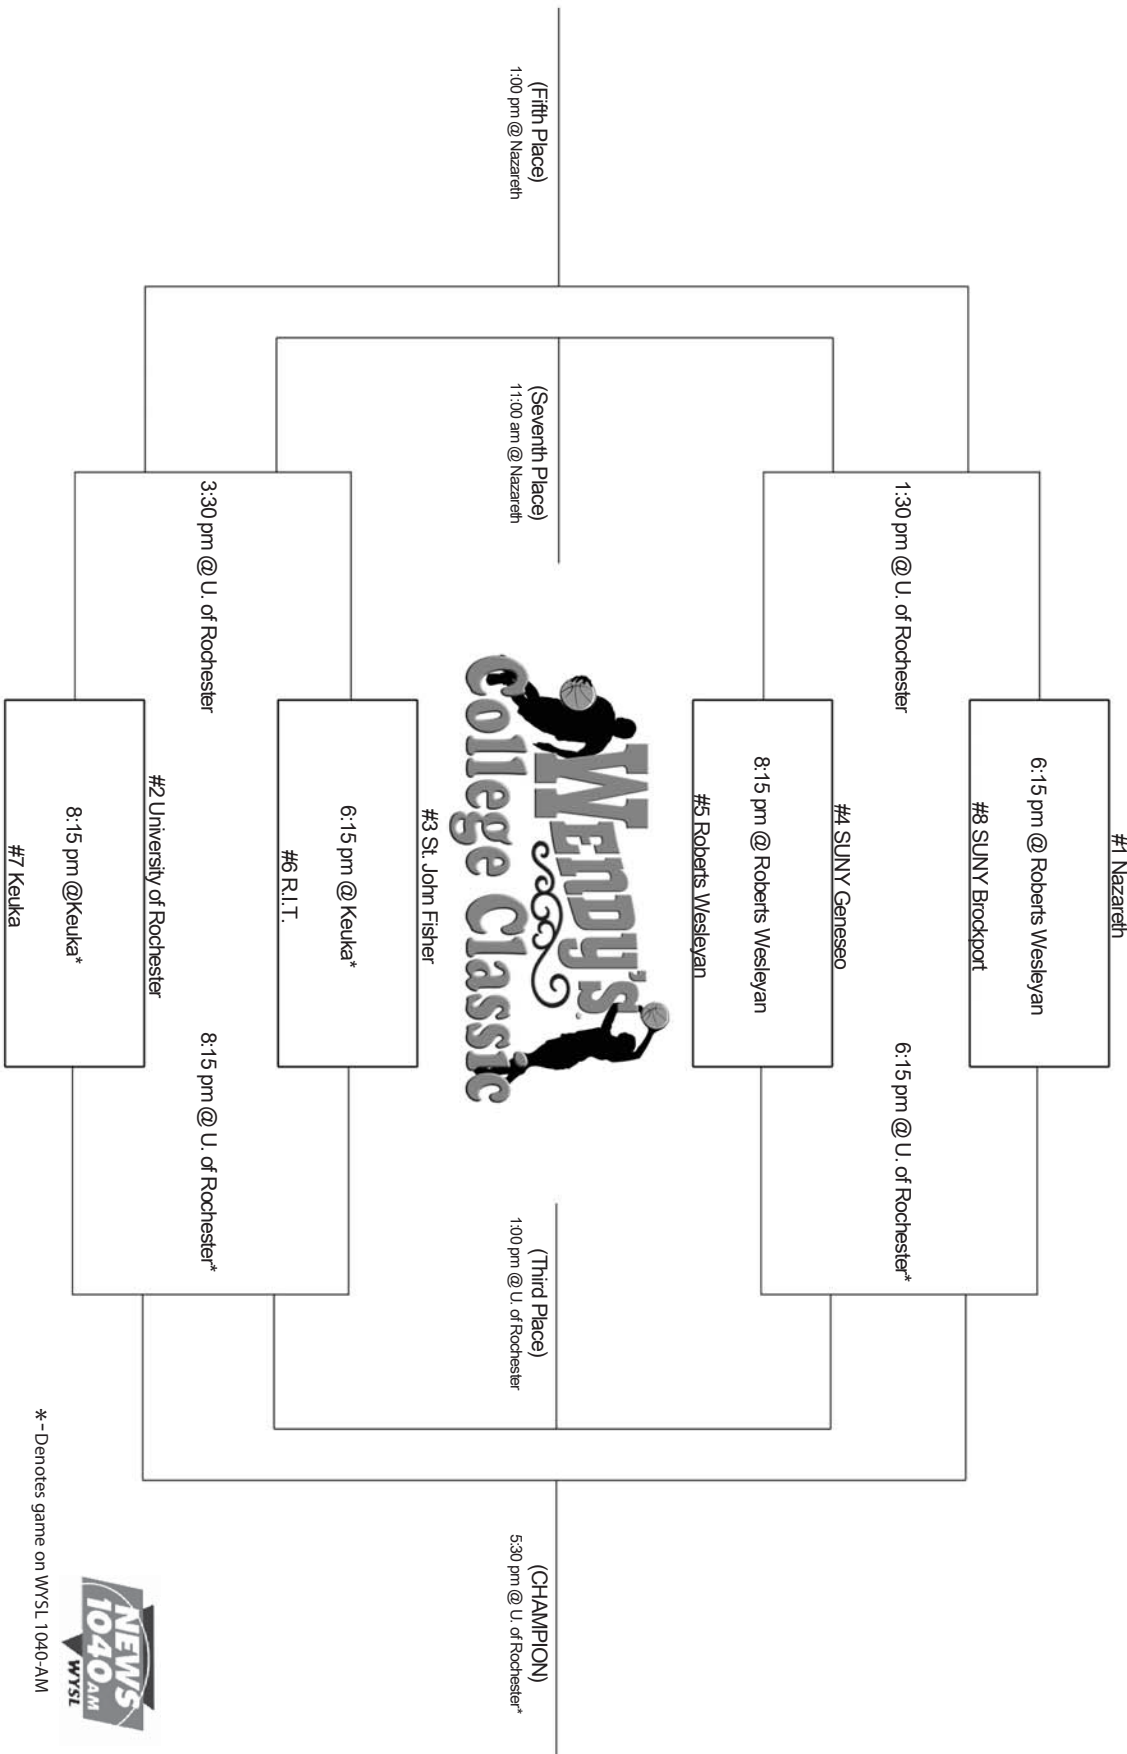 #1 Nazareth
6:15 pm @ Roberts Wesleyan
#8 SUNY Brockport
1:30 pm @ U. of Rochester
6:15 pm @ U. of Rochester*
#4 SUNY Geneseo
8:15 pm @ Roberts Wesleyan
#5 Roberts Wesleyan
(Fifth Place)
1:00 pm @ Nazareth
(Seventh Place)
11:00 am @ Nazareth
Wendy's
College Classic
(Third Place)
1:00 pm @ U. of Rochester
(CHAMPION)
5:30 pm @ U. of Rochester*
#3 St. John Fisher
6:15 pm @ Keuka*
#6 R.I.T.
3:30 pm @ U. of Rochester
8:15 pm @ U. of Rochester*
#2 University of Rochester
8:15 pm @Keuka*
#7 Keuka
NEWS
1040 AM
WYSL
*-Denotes game on WYSL 1040-AM